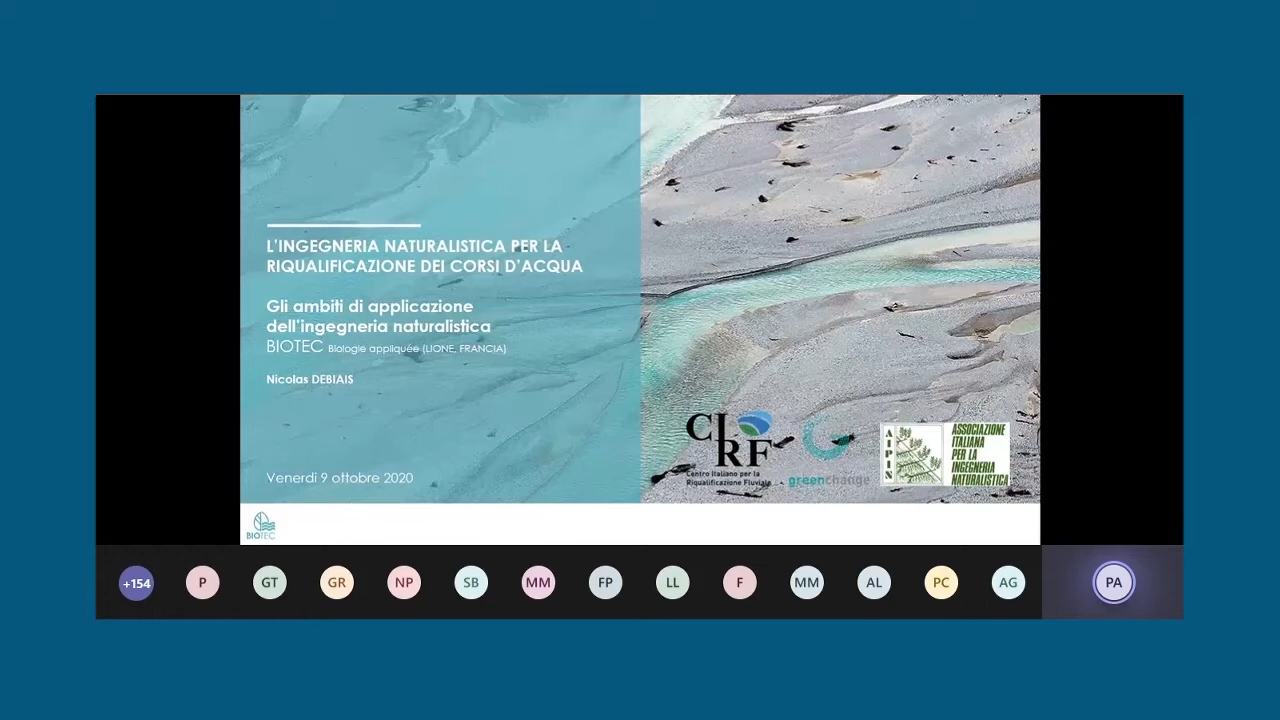 L'INGEGNERIA NATURALISTICA PER LA
RIQUALIFICAZIONE DEI CORSI D'ACQUA
Gli ambiti di applicazione
dell'ingegneria naturalistica
BIOTEC Biologie appliquée (LIONE, FRANCIA)
Nicolas DEBIAIS
Venerdì 9 ottobre 2020
CIRF
Centro Italiano per la
Riqualificazione Fluviale
greenchange
AIPIN
ASSOCIAZIONE
ITALIANA
PER LA
INGEGNERIA
NATURALISTICA
BIOTEC
+154 P GT GR NP SB MM FP LL F MM AL PC AG PA